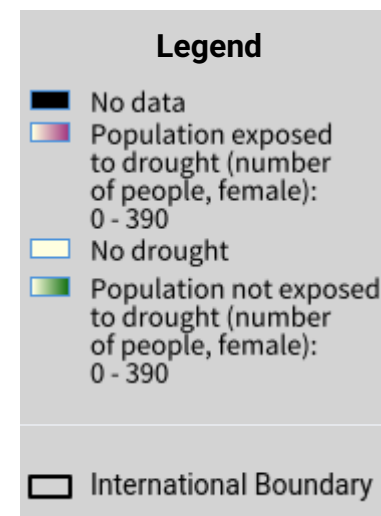 Legend
No data
Population exposed
to drought (number
of people, female):
0 - 390
No drought
Population not exposed
to drought (number
of people, female):
0 - 390
International Boundary